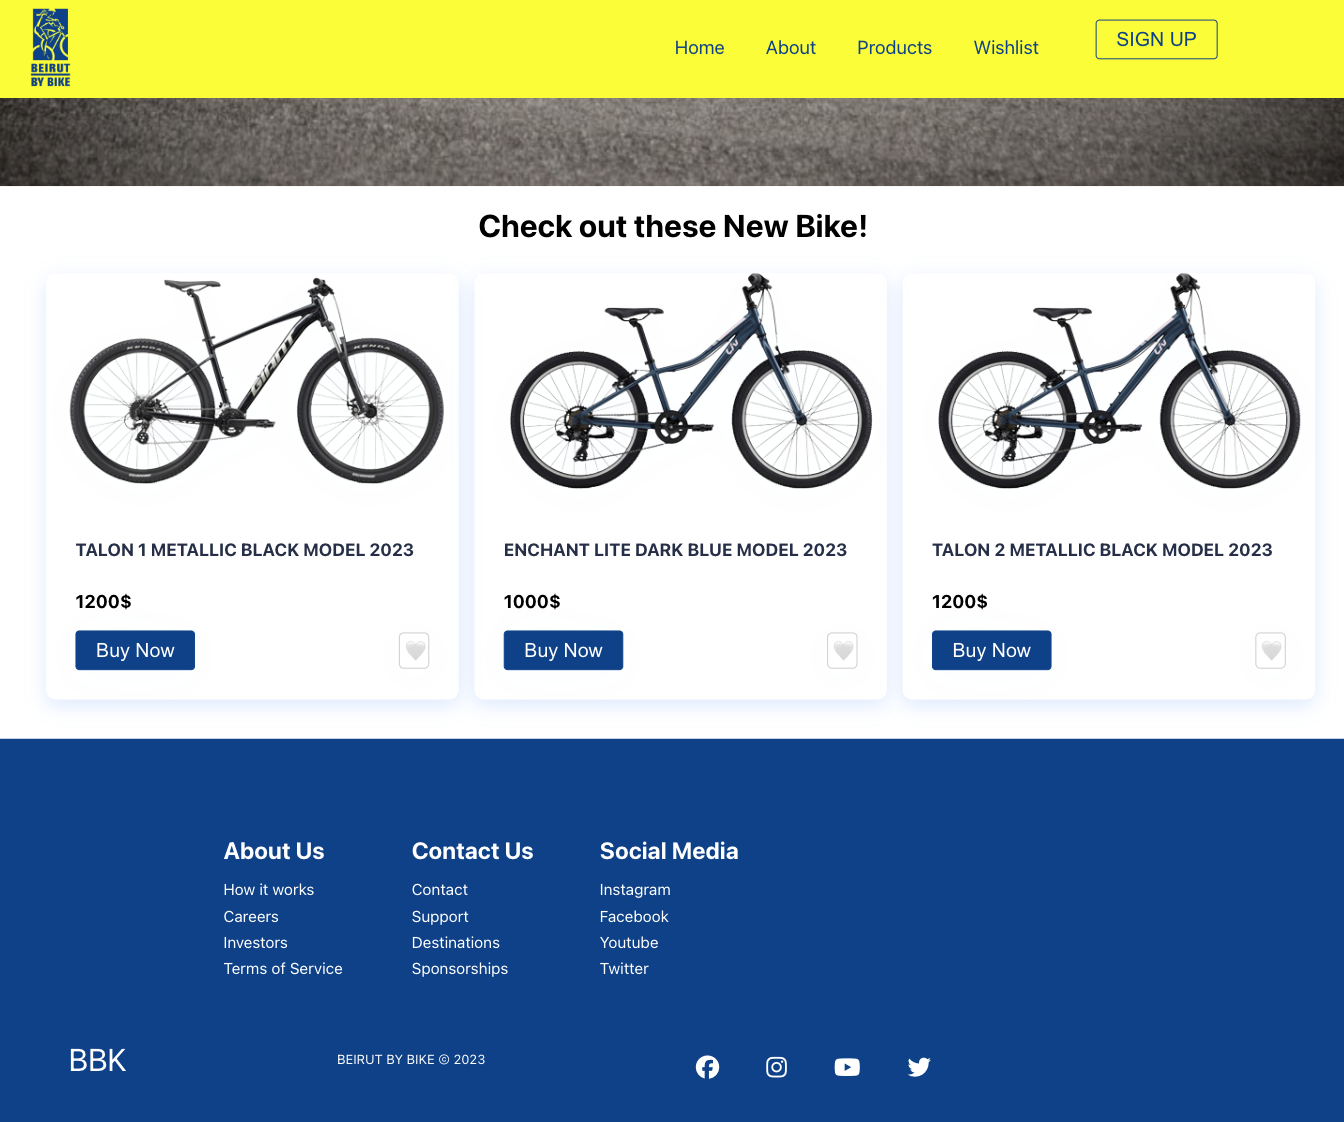 BEIRUT
BY BIKE
Home About Products Wishlist SIGN UP
Check out these New Bike!
KENDA GIANT KENDA
TALON 1 METALLIC BLACK MODEL 2023
1200$
Buy Now
ENCHANT LITE DARK BLUE MODEL 2023
1000$
Buy Now
TALON 2 METALLIC BLACK MODEL 2023
1200$
Buy Now
About Us
How it works
Careers
Investors
Terms of Service
Contact Us
Contact
Support
Destinations
Sponsorships
Social Media
Instagram
Facebook
Youtube
Twitter
BBK
BEIRUT BY BIKE © 2023